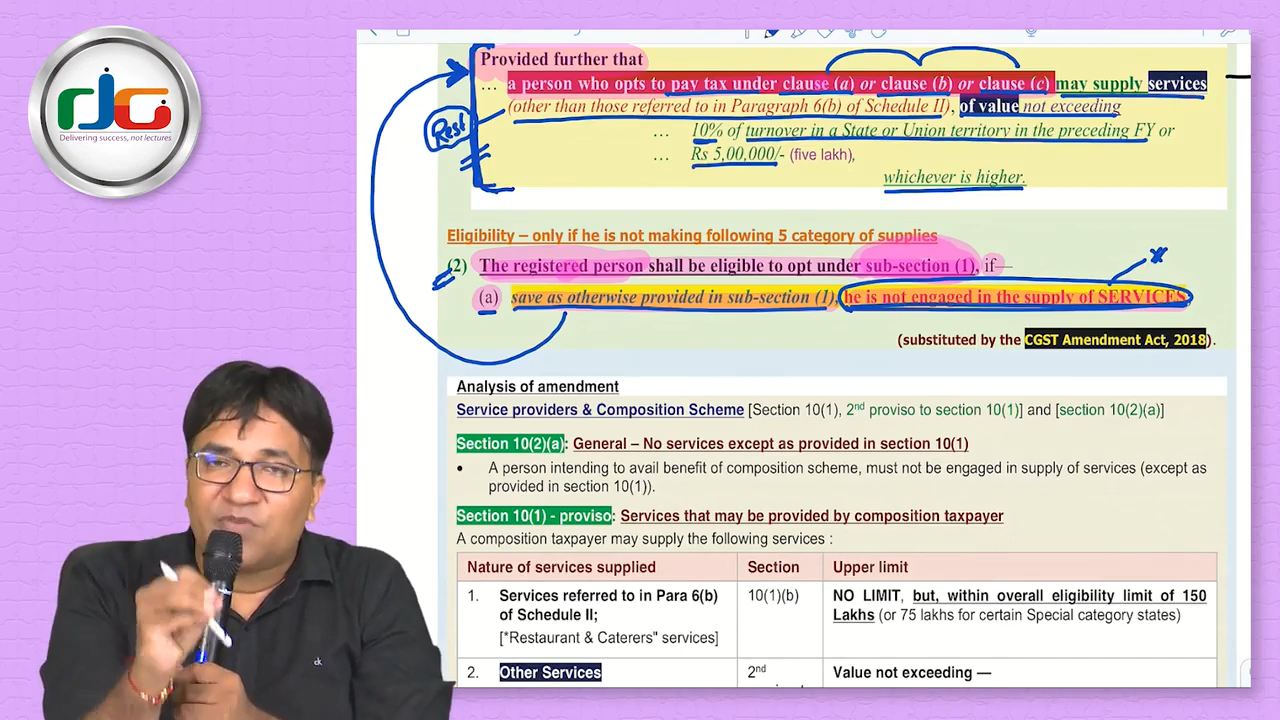 Delivering success, not lectures
Provided further that
… a person who opts to pay tax under clause (a) or clause (b) or clause (c) may supply services
(other than those referred to in Paragraph 6(b) of Schedule II), of value not exceeding
Rest
… 10% of turnover in a State or Union territory in the preceding FY or
… Rs 5,00,000/- (five lakh),
whichever is higher.
Eligibility – only if he is not making following 5 category of supplies
(2) The registered person shall be eligible to opt under sub-section (1), if—
(a) save as otherwise provided in sub-section (1), he is not engaged in the supply of SERVICES
(substituted by the CGST Amendment Act, 2018).
Analysis of amendment
Service providers & Composition Scheme [Section 10(1), 2nd proviso to section 10(1)] and [section 10(2)(a)]
Section 10(2)(a): General – No services except as provided in section 10(1)
• A person intending to avail benefit of composition scheme, must not be engaged in supply of services (except as
provided in section 10(1)).
Section 10(1) - proviso: Services that may be provided by composition taxpayer
A composition taxpayer may supply the following services :
Nature of services supplied Section Upper limit
1. Services referred to in Para 6(b) 10(1)(b) NO LIMIT, but, within overall eligibility limit of 150
of Schedule II; Lakhs (or 75 lakhs for certain Special category states)
[*Restaurant & Caterers" services]
2. Other Services 2nd Value not exceeding —
dk